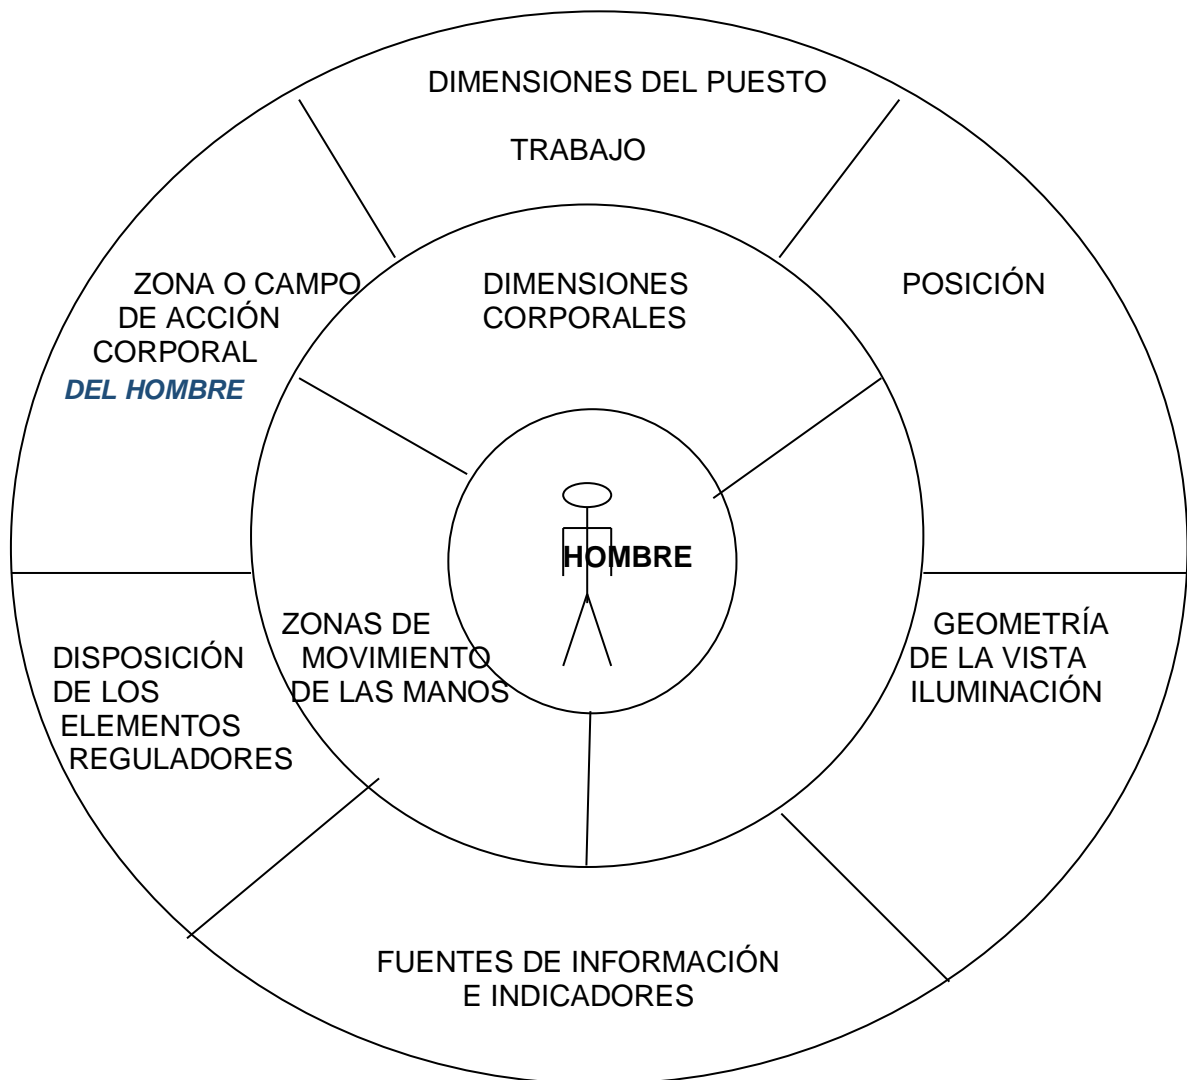 DIMENSIONES DEL PUESTO
TRABAJO
ZONA O CAMPO
DE ACCIÓN
CORPORAL
DEL HOMBRE
DIMENSIONES
CORPORALES
POSICIÓN
HOMBRE
ZONAS DE
MOVIMIENTO
DE LAS MANOS
DISPOSICIÓN
DE LOS
ELEMENTOS
REGULADORES
GEOMETRÍA
DE LA VISTA
ILUMINACIÓN
FUENTES DE INFORMACIÓN
E INDICADORES